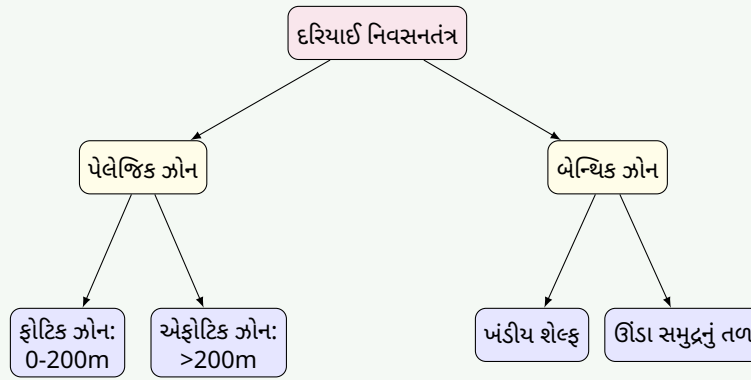 દરિયાઈ નિવસનતંત્ર
પેલેજિક ઝોન
બેન્થિક ઝોન
ફોટિક ઝોન:
0-200m
એફોટિક ઝોન:
>200m
ખંડીય શેલ્ફ
ઊંડા સમુદ્રનું તળ